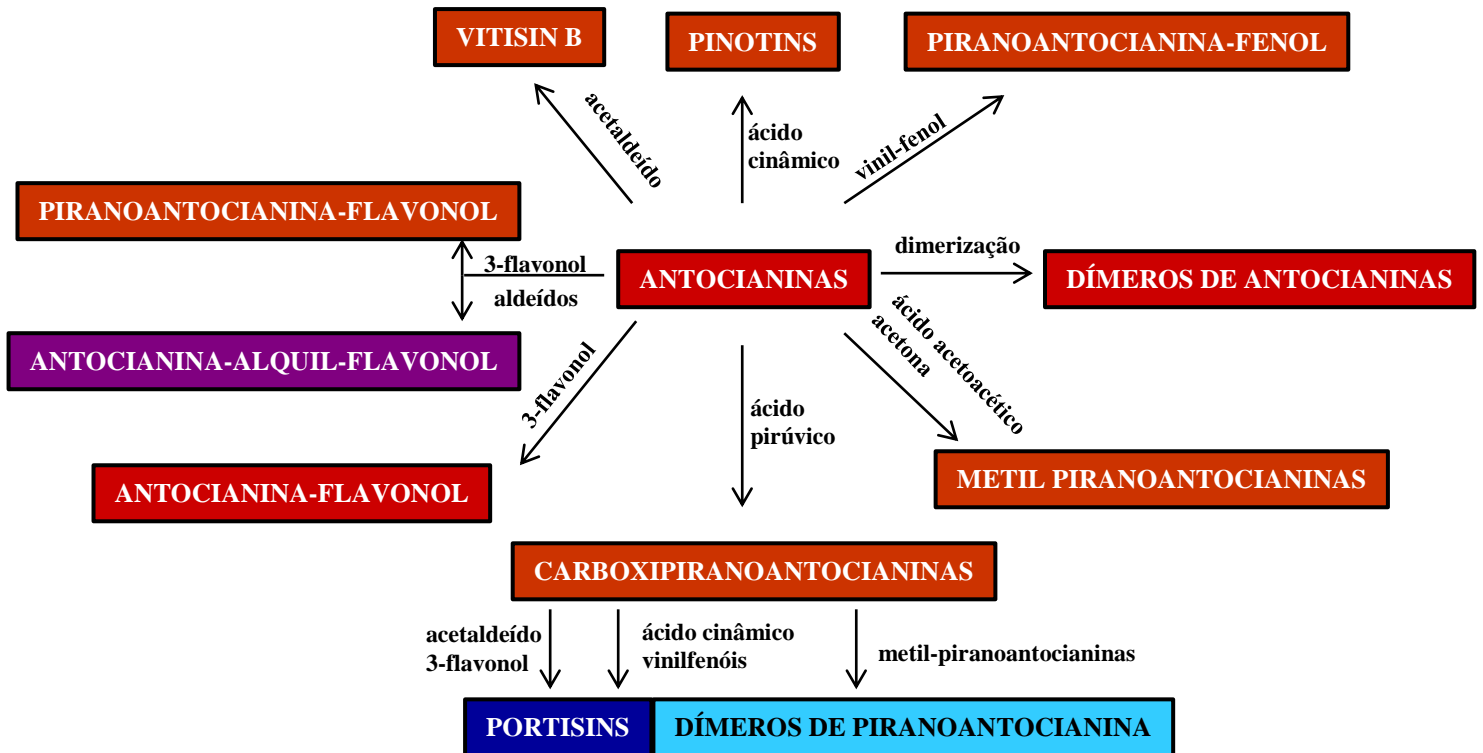 VITISIN B
PINOTINS
PIRANOANTOCIANINA-FENOL
acetaldeído
ácido
cinâmico
vinil-fenol
PIRANOANTOCIANINA-FLAVONOL
3-flavonol
aldeídos
ANTOCIANINAS
dimerização
DÍMEROS DE ANTOCIANINAS
ANTOCIANINA-ALQUIL-FLAVONOL
3-flavonol
ácido
pirúvico
ácido acetoacético
acetona
ANTOCIANINA-FLAVONOL
METIL PIRANOANTOCIANINAS
CARBOXIPIRANOANTOCIANINAS
acetaldeído
3-flavonol
ácido cinâmico
vinilfenóis
metil-piranoantocianinas
PORTISINS
DÍMEROS DE PIRANOANTOCIANINA